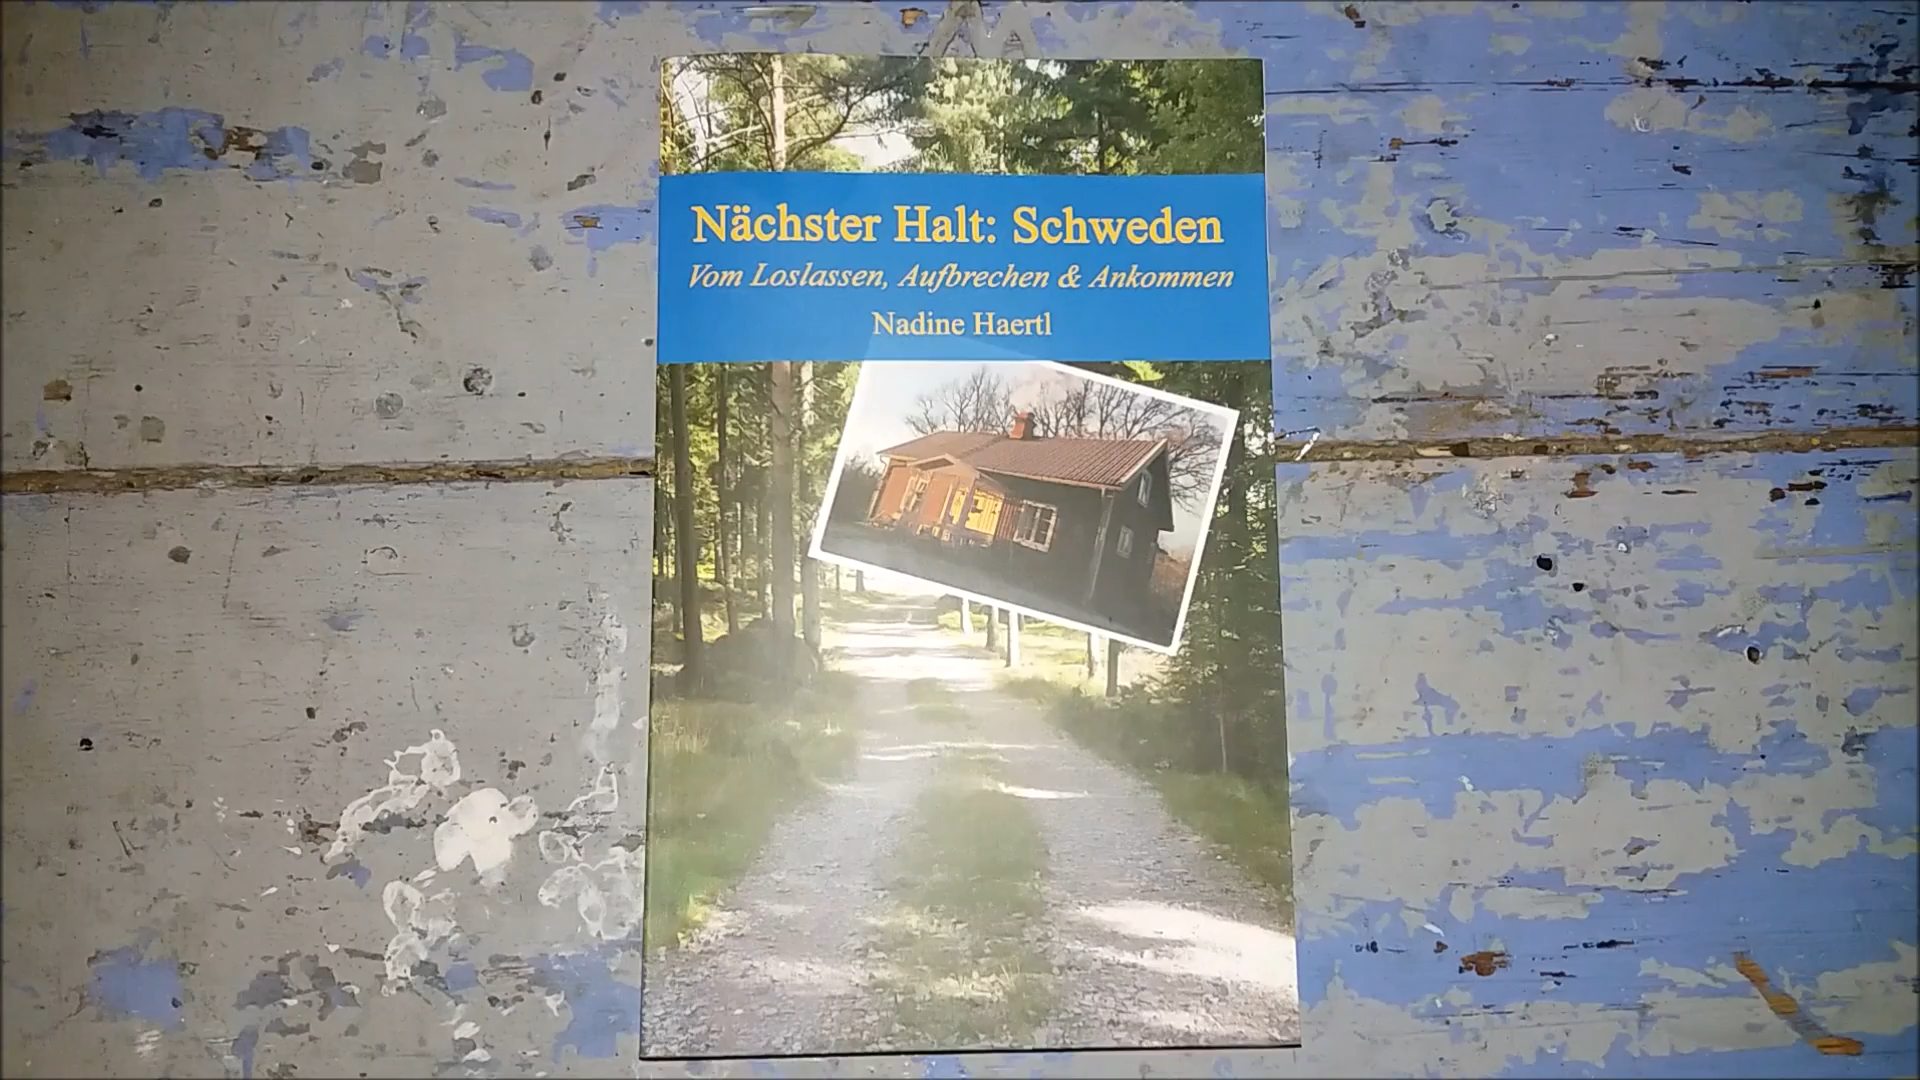 Nächster Halt: Schweden
Vom Loslassen, Aufbrechen & Ankommen
Nadine Haertl